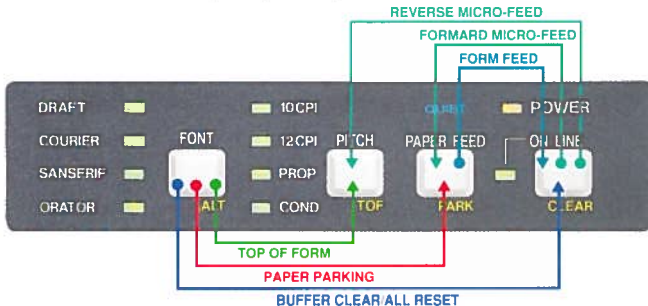 REVERSE MICRO-FEED
FORMARD MICRO-FEED
FORM FEED
DRAFT
10CPI
QUIET
POWER
COURIER
FONT
12CPI
PITCH
PAPER FEED
ON LINE
SANSERIF
PROP
ORATOR
ALT
COND
TOF
PARK
CLEAR
TOP OF FORM
PAPER PARKING
BUFFER CLEAR/ALL RESET